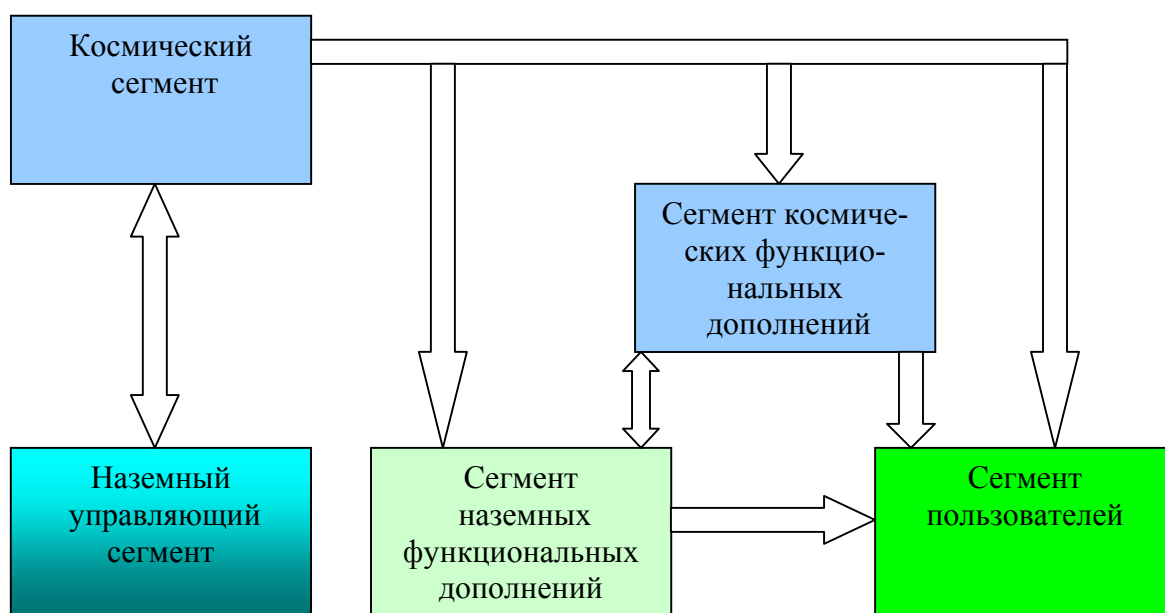 Космический
сегмент
Сегмент космиче-
ских функцио-
нальных
дополнений
Наземный
управляющий
сегмент
Сегмент
наземных
функциональных
дополнений
Сегмент
пользователей